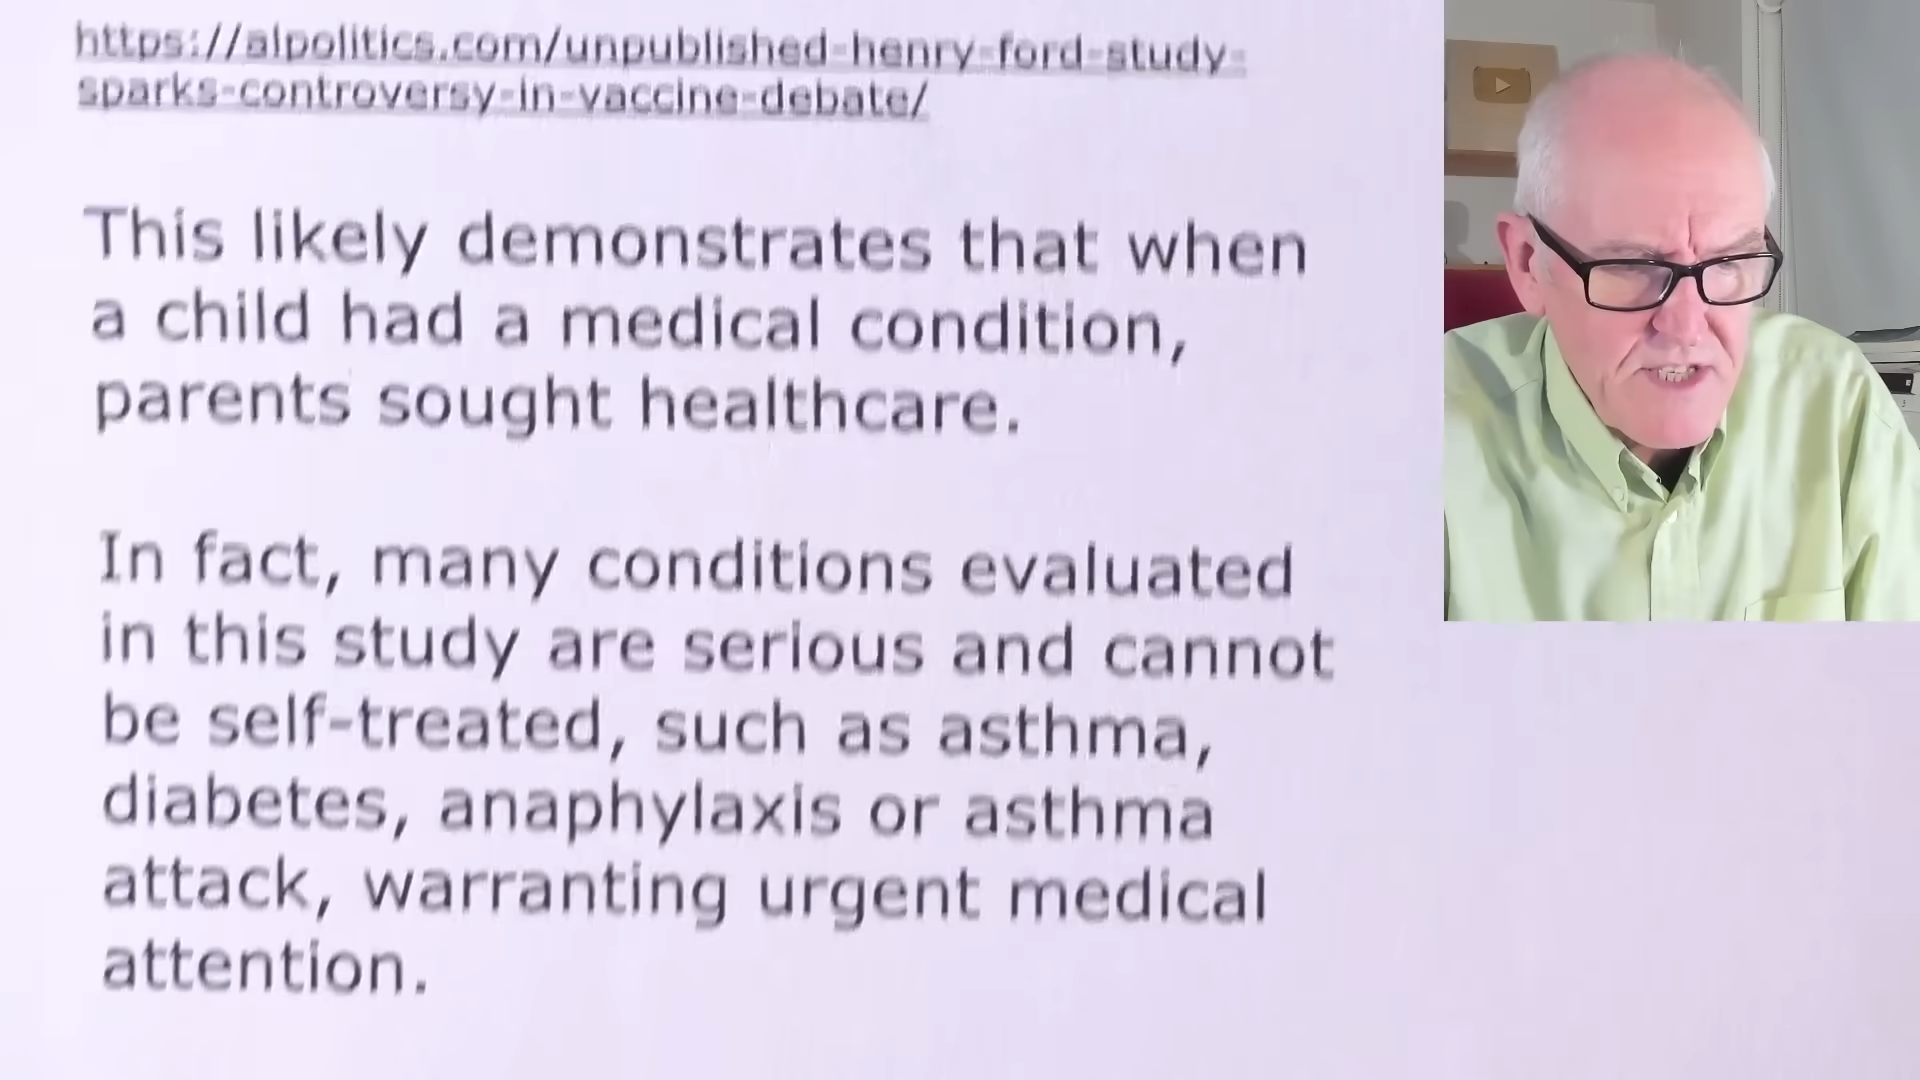 https://alpolitics.com/unpublished-henry-ford-study-
sparks-controversy-in-vaccine-debate/
This likely demonstrates that when
a child had a medical condition,
parents sought healthcare.
In fact, many conditions evaluated
in this study are serious and cannot
be self-treated, such as asthma,
diabetes, anaphylaxis or asthma
attack, warranting urgent medical
attention.